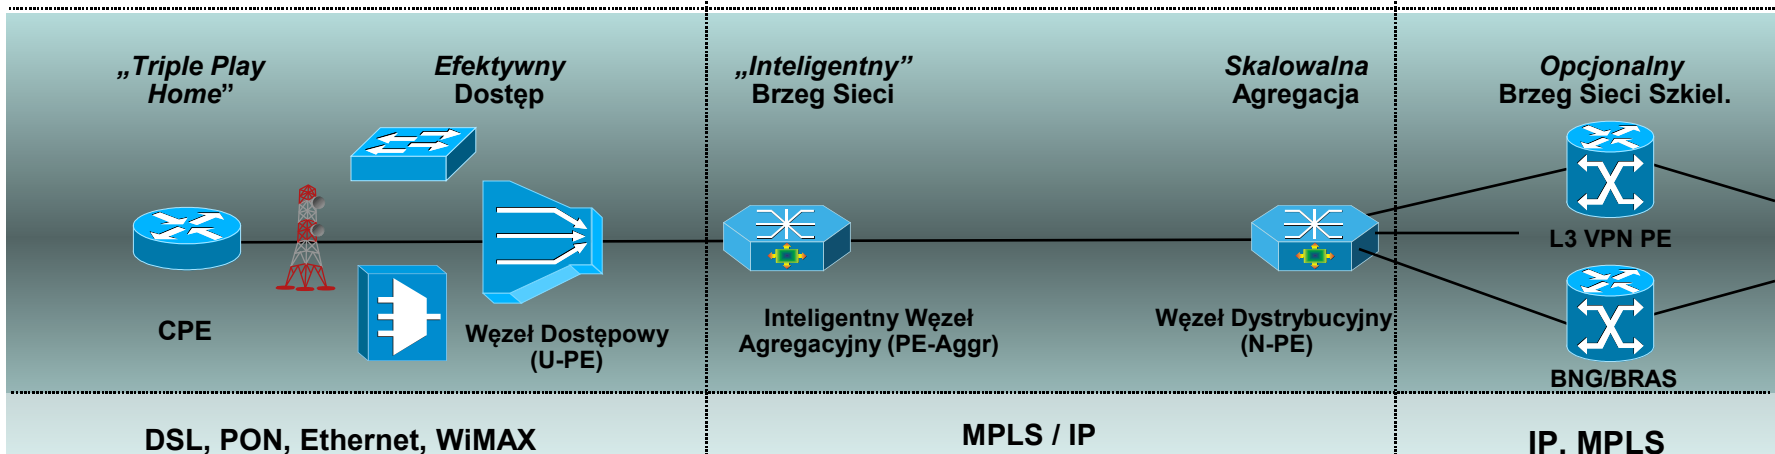 „Triple Play
Home”
Efektywny
Dostęp
„Inteligentny”
Brzeg Sieci
Skalowalna
Agregacja
Opcjonalny
Brzeg Sieci Szkiel.
CPE
Węzeł Dostępowy
(U-PE)
Inteligentny Węzeł
Agregacyjny (PE-Aggr)
Węzeł Dystrybucyjny
(N-PE)
L3 VPN PE
BNG/BRAS
DSL, PON, Ethernet, WiMAX
MPLS / IP
IP, MPLS